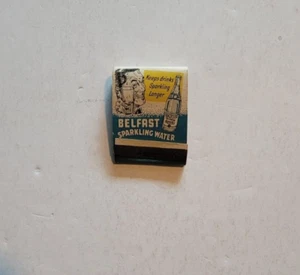 Keeps Drinks
Sparkling
Longer
BELFAST
SPARKLING WATER